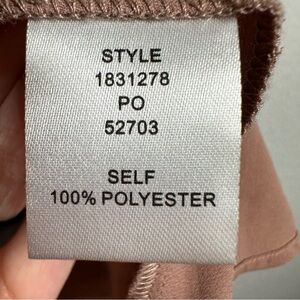 STYLE
1831278
PO
52703
SELF
100% POLYESTER